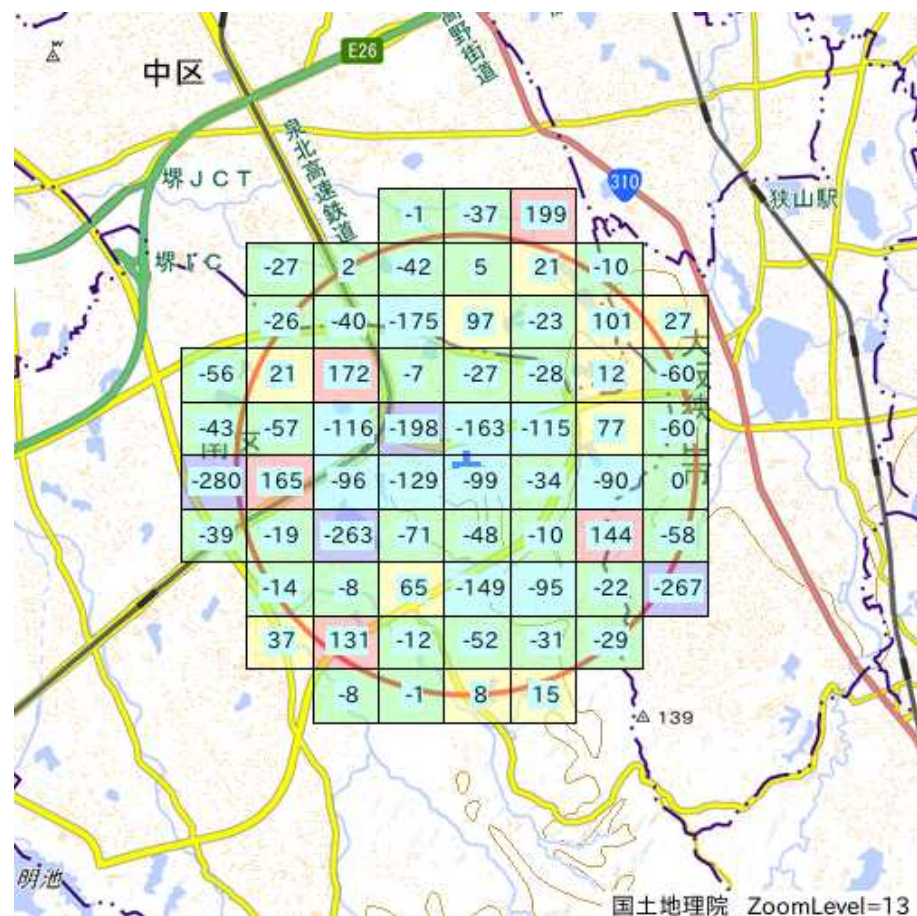 高野街道
E26
中区
泉北高速鉄道
堺JCT
310
狭山駅
-1 -37 199
堺IC
-27 2 -42 5 21 -10
-26 -40 -175 97 -23 101 27
-56 21 172 -7 -27 -28 12 -60
-43 -57 -116 -198 -163 -115 77 -60
-280 165 -96 -129 -99 -34 -90 0
-39 -19 -263 -71 -48 -10 144 -58
-14 -8 65 -149 -95 -22 -267
37 131 -12 -52 -31 -29
-8 -1 8 15
139
明池
国土地理院 ZoomLevel=13